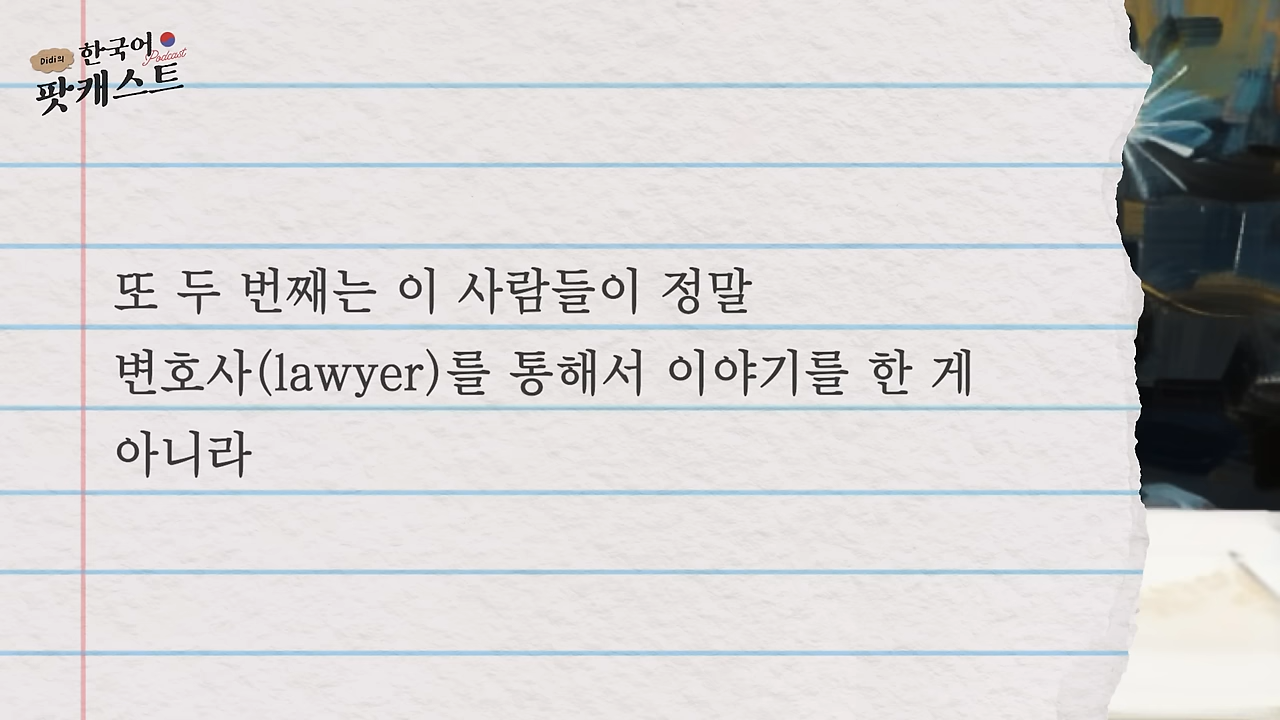 Didi의
한국어
Podcast
팟캐스트
또 두 번째는 이 사람들이 정말
변호사(lawyer)를 통해서 이야기를 한 게
아니라